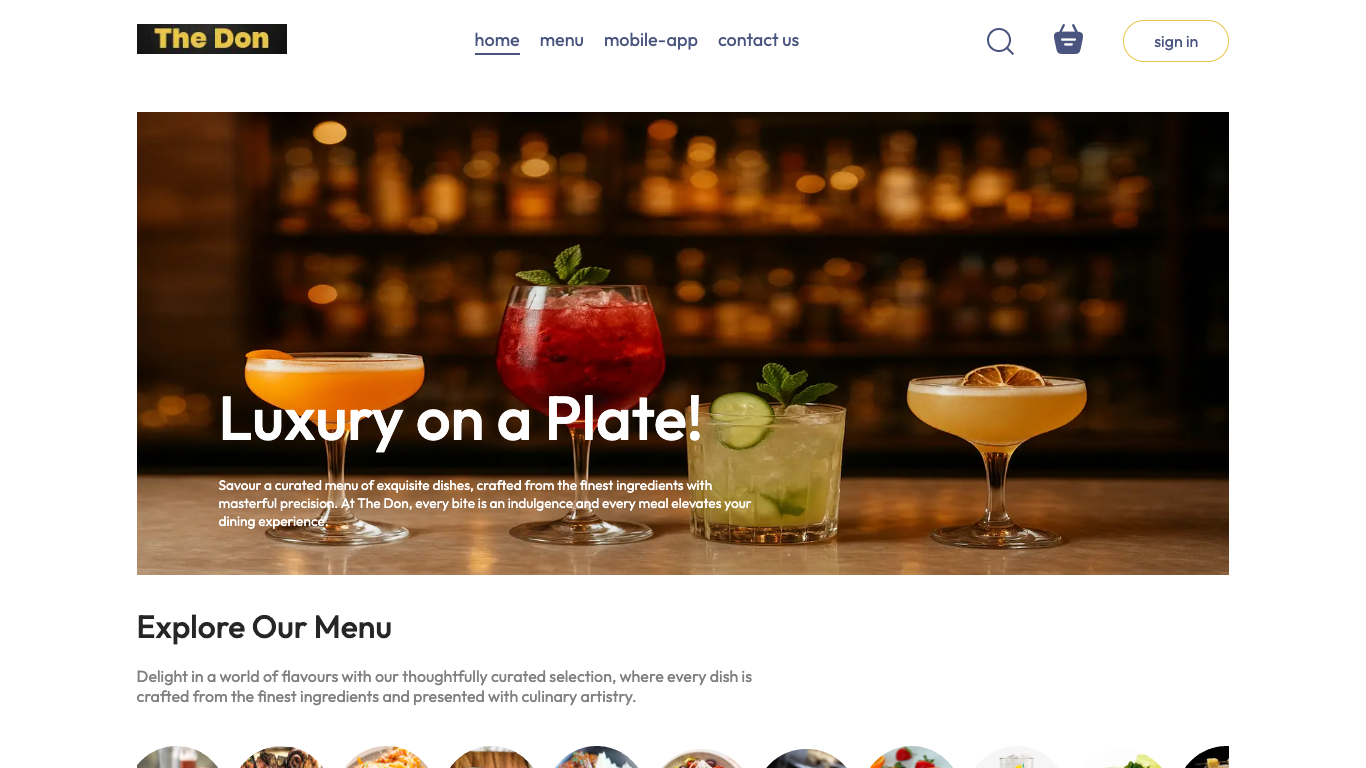 The Don
home menu mobile-app contact us
sign in
Luxury on a Plate!
Savour a curated menu of exquisite dishes, crafted from the finest ingredients with
masterful precision. At The Don, every bite is an indulgence and every meal elevates your
dining experience.
Explore Our Menu
Delight in a world of flavours with our thoughtfully curated selection, where every dish is
crafted from the finest ingredients and presented with culinary artistry.